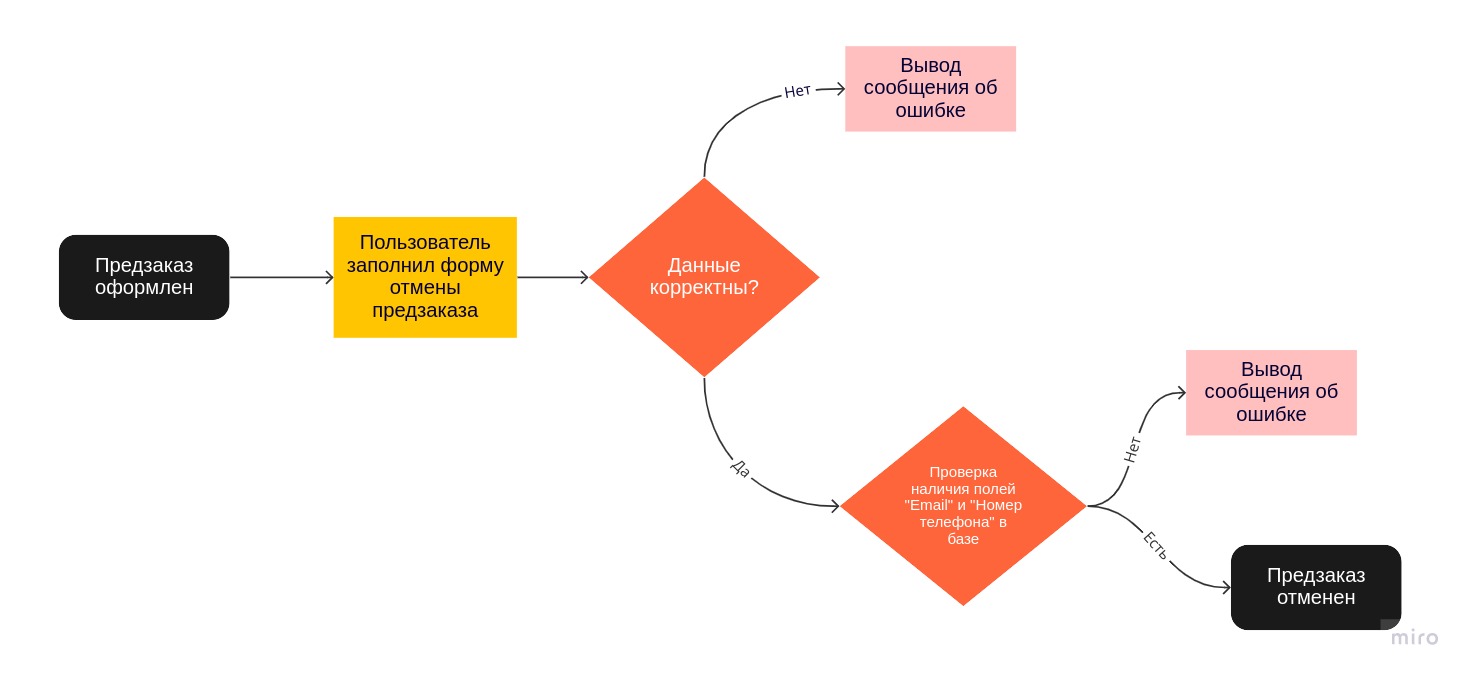 Предзаказ
оформлен
Пользователь
заполнил форму
отмены
предзаказа
Данные
корректны?
Нет
Вывод
сообщения об
ошибке
Да
Проверка
наличия полей
"Email" и "Номер
телефона" в
базе
Нет
Вывод
сообщения об
ошибке
Есть
Предзаказ
отменен
miro